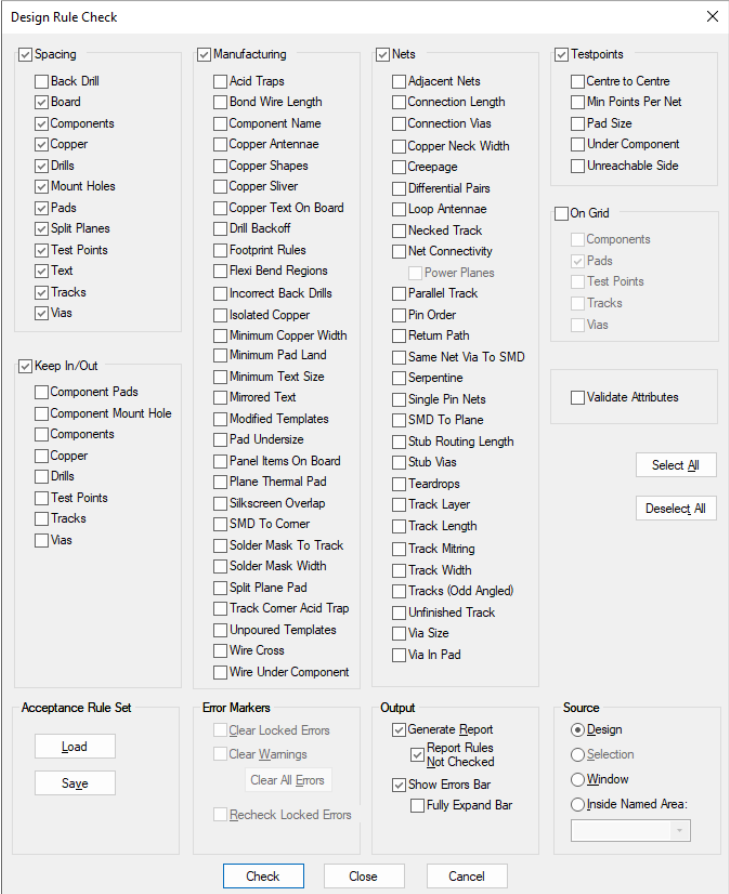 Design Rule Check
Spacing
Back Drill
Board
Components
Copper
Drills
Mount Holes
Pads
Split Planes
Test Points
Text
Tracks
Vias
Keep In/Out
Component Pads
Component Mount Hole
Components
Copper
Drills
Test Points
Tracks
Vias
Manufacturing
Acid Traps
Bond Wire Length
Component Name
Copper Antennae
Copper Shapes
Copper Sliver
Copper Text On Board
Drill Backoff
Footprint Rules
Flexi Bend Regions
Incorrect Back Drills
Isolated Copper
Minimum Copper Width
Minimum Pad Land
Minimum Text Size
Mirrored Text
Modified Templates
Pad Undersize
Panel Items On Board
Plane Thermal Pad
Silkscreen Overlap
SMD To Corner
Solder Mask To Track
Solder Mask Width
Split Plane Pad
Track Corner Acid Trap
Unpoured Templates
Wire Cross
Wire Under Component
Nets
Adjacent Nets
Connection Length
Connection Vias
Copper Neck Width
Creepage
Differential Pairs
Loop Antennae
Necked Track
Net Connectivity
Power Planes
Parallel Track
Pin Order
Return Path
Same Net Via To SMD
Serpentine
Single Pin Nets
SMD To Plane
Stub Routing Length
Stub Vias
Teardrops
Track Layer
Track Length
Track Mitring
Track Width
Tracks (Odd Angled)
Unfinished Track
Via Size
Via In Pad
Testpoints
Centre to Centre
Min Points Per Net
Pad Size
Under Component
Unreachable Side
On Grid
Components
Pads
Test Points
Tracks
Vias
Validate Attributes
Select All
Deselect All
Acceptance Rule Set
Load
Save
Error Markers
Clear Locked Errors
Clear Warnings
Clear All Errors
Recheck Locked Errors
Output
Generate Report
Report Rules
Not Checked
Show Errors Bar
Fully Expand Bar
Source
Design
Selection
Window
Inside Named Area:
Check
Close
Cancel